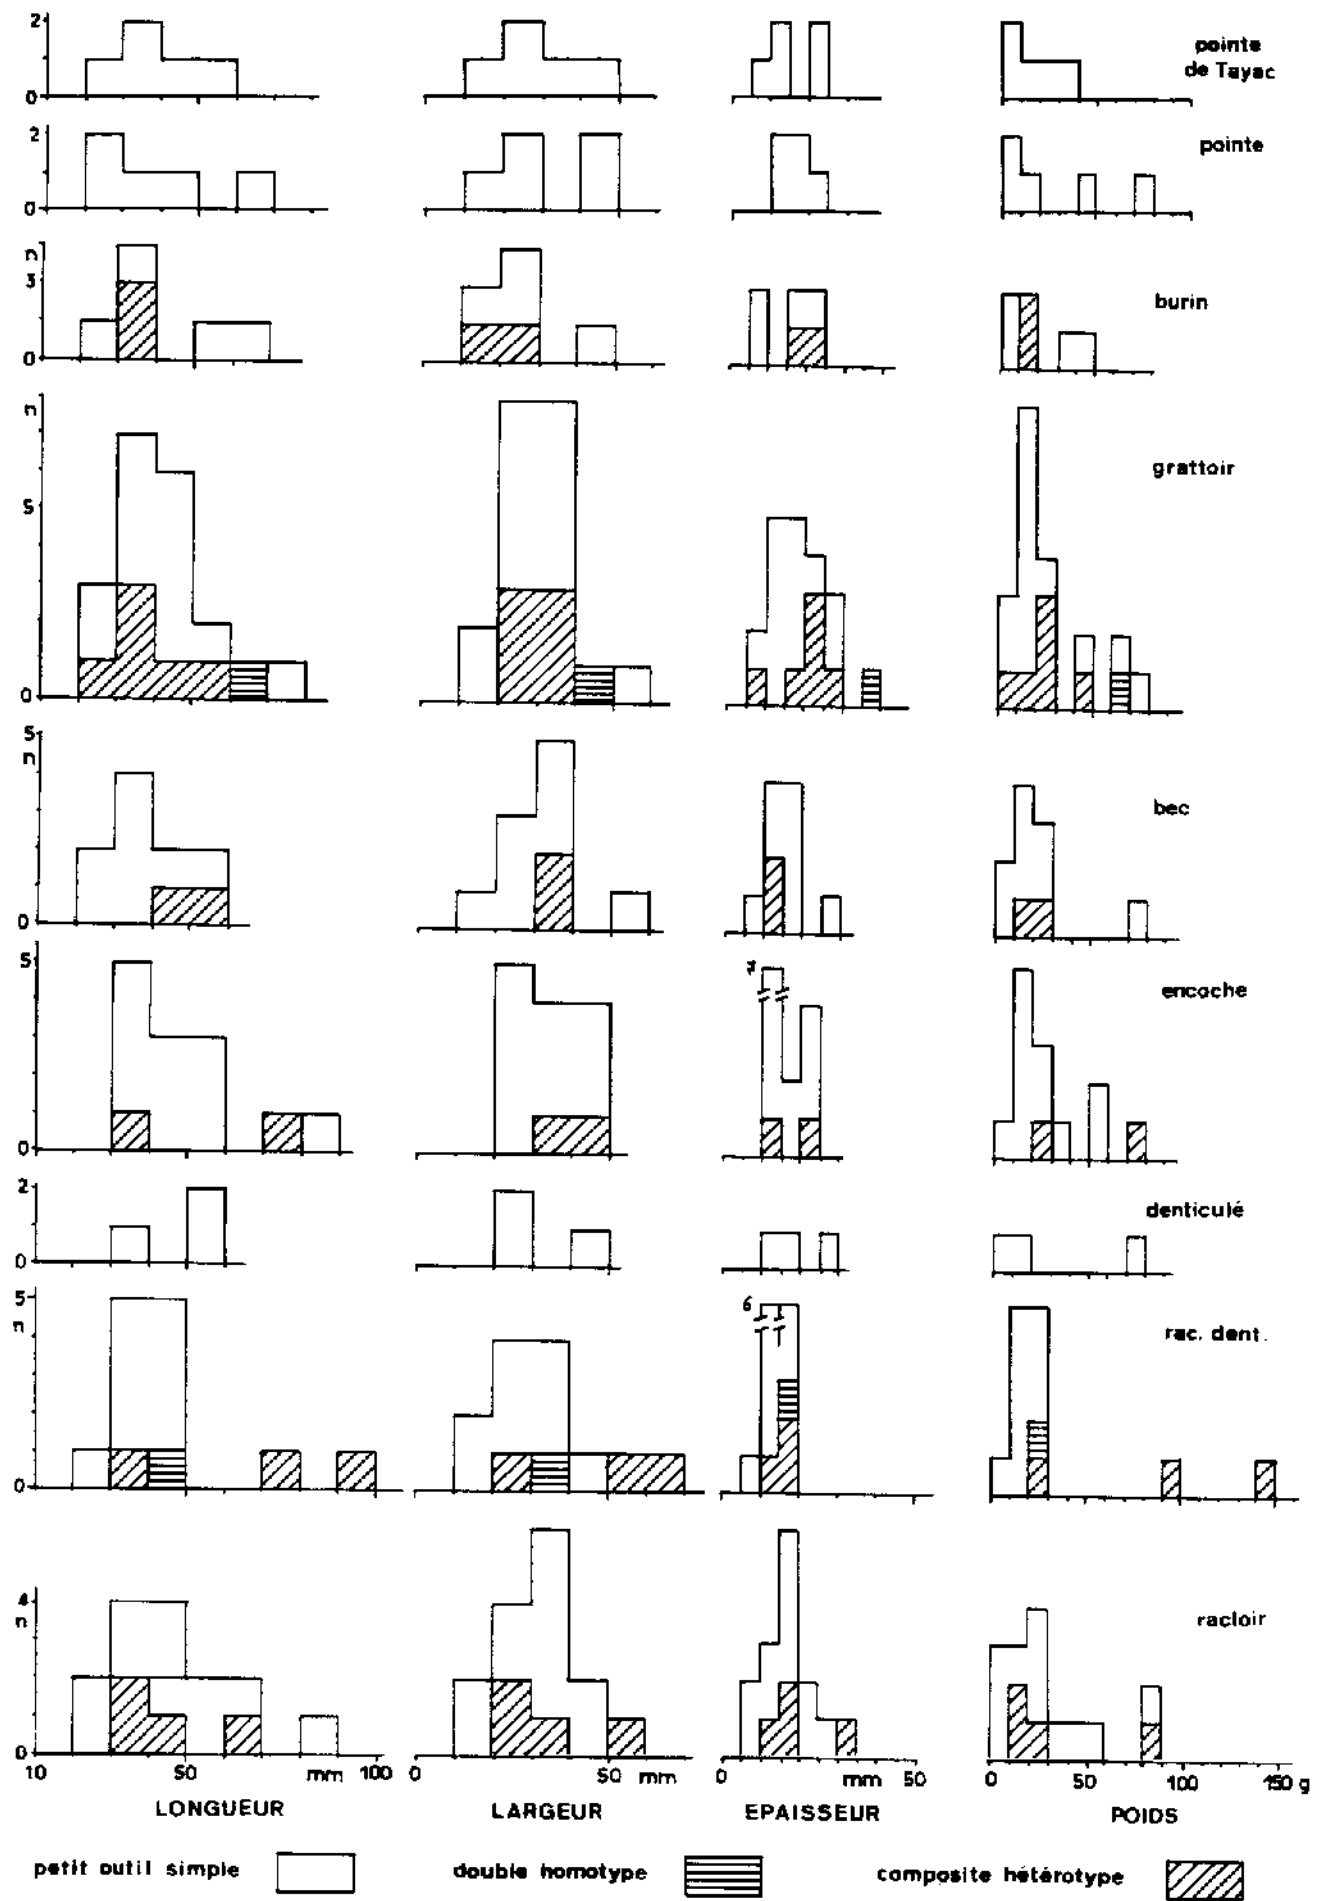 2
0
pointe
de Tayac
2
0
pointe
n
3
0
burin
n
5
0
grattoir
5
n
0
bec
5
0
7
encoche
2
0
denticulé
5
n
0
6
rac. dent.
4
n
0
racloir
10 50 mm 100
0 50 mm
0 mm 50
0 50 100 150 g
LONGUEUR
LARGEUR
EPAISSEUR
POIDS
petit outil simple
double homotype
composite hétérotype